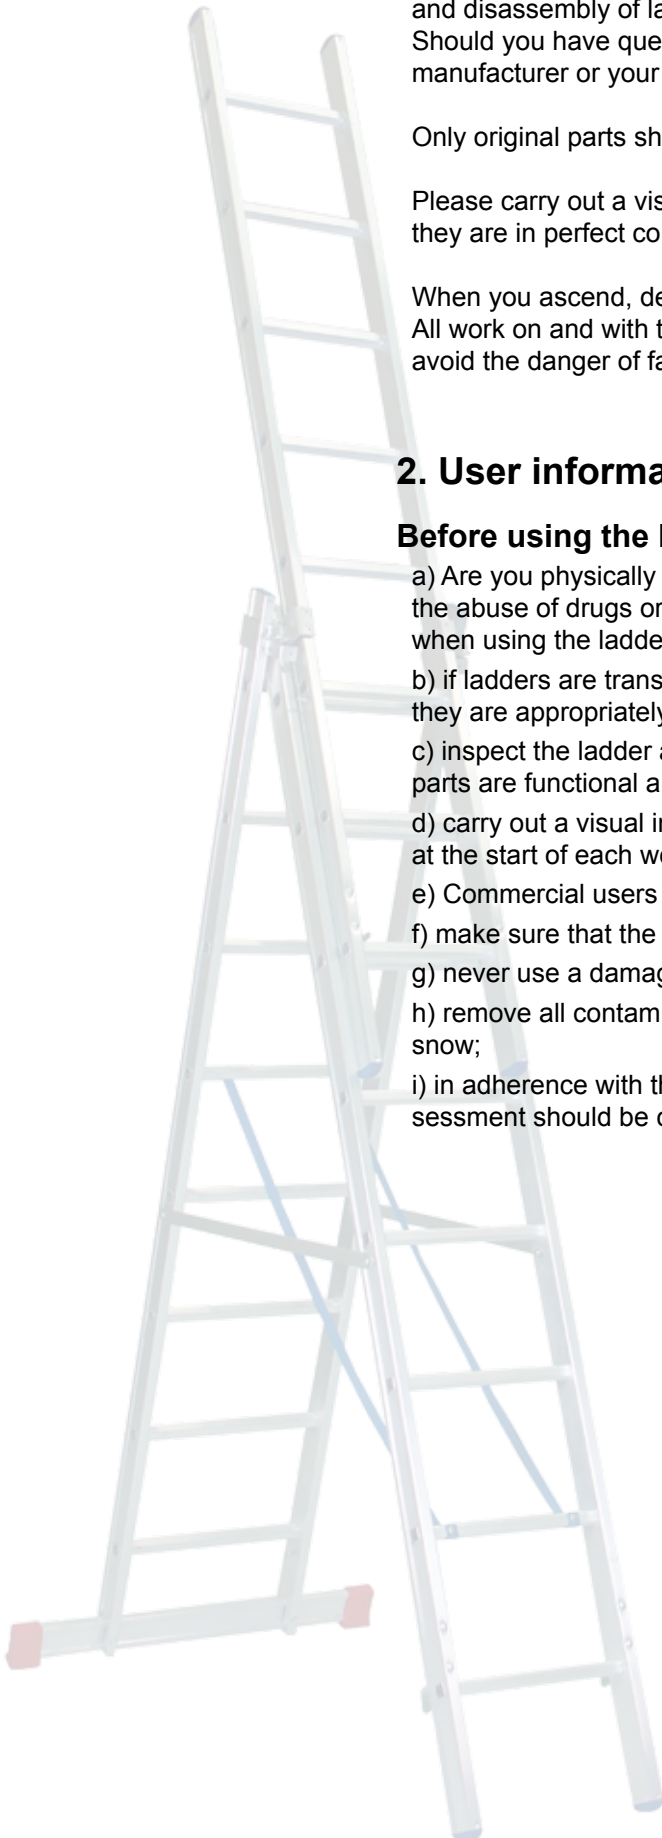 and disassembly of la
Should you have que
manufacturer or your
Only original parts sh
Please carry out a vis
they are in perfect co
When you ascend, de
All work on and with t
avoid the danger of fa
2. User informa
Before using the l
a) Are you physically
the abuse of drugs or
when using the ladde
b) if ladders are trans
they are appropriately
c) inspect the ladder a
parts are functional a
d) carry out a visual in
at the start of each wo
e) Commercial users
f) make sure that the
g) never use a damag
h) remove all contam
snow;
i) in adherence with th
sessment should be c